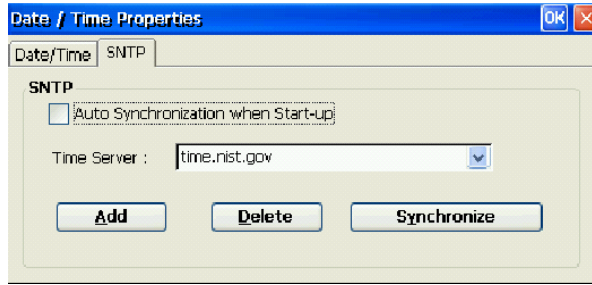 Date / Time Properties OK
Date/Time SNTP
SNTP
Auto Synchronization when Start-up
Time Server : time.nist.gov
Add Delete Synchronize